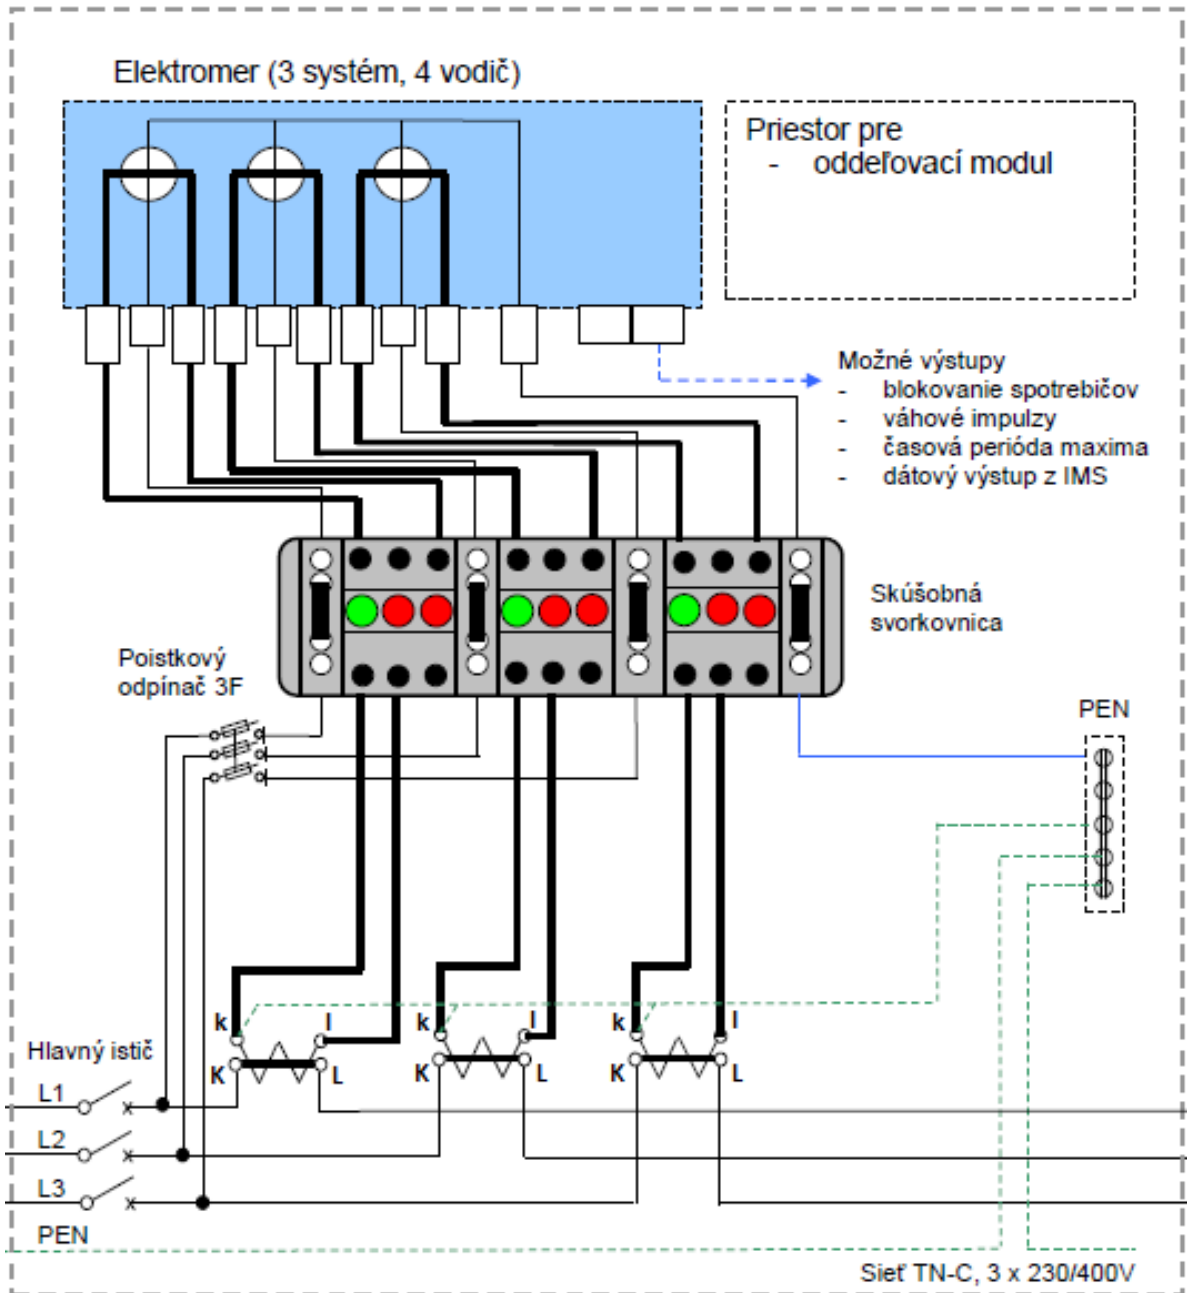 Elektromer (3 systém, 4 vodič)
Priestor pre
- oddeľovací modul
Možné výstupy
- blokovanie spotrebičov
- váhové impulzy
- časová perióda maxima
- dátový výstup z IMS
Skúšobná
svorkovnica
Poistkový
odpínač 3F
PEN
k l k l k l
Hlavný istič
K L K L K L
L1
L2
L3
PEN
Sieť TN-C, 3 x 230/400V